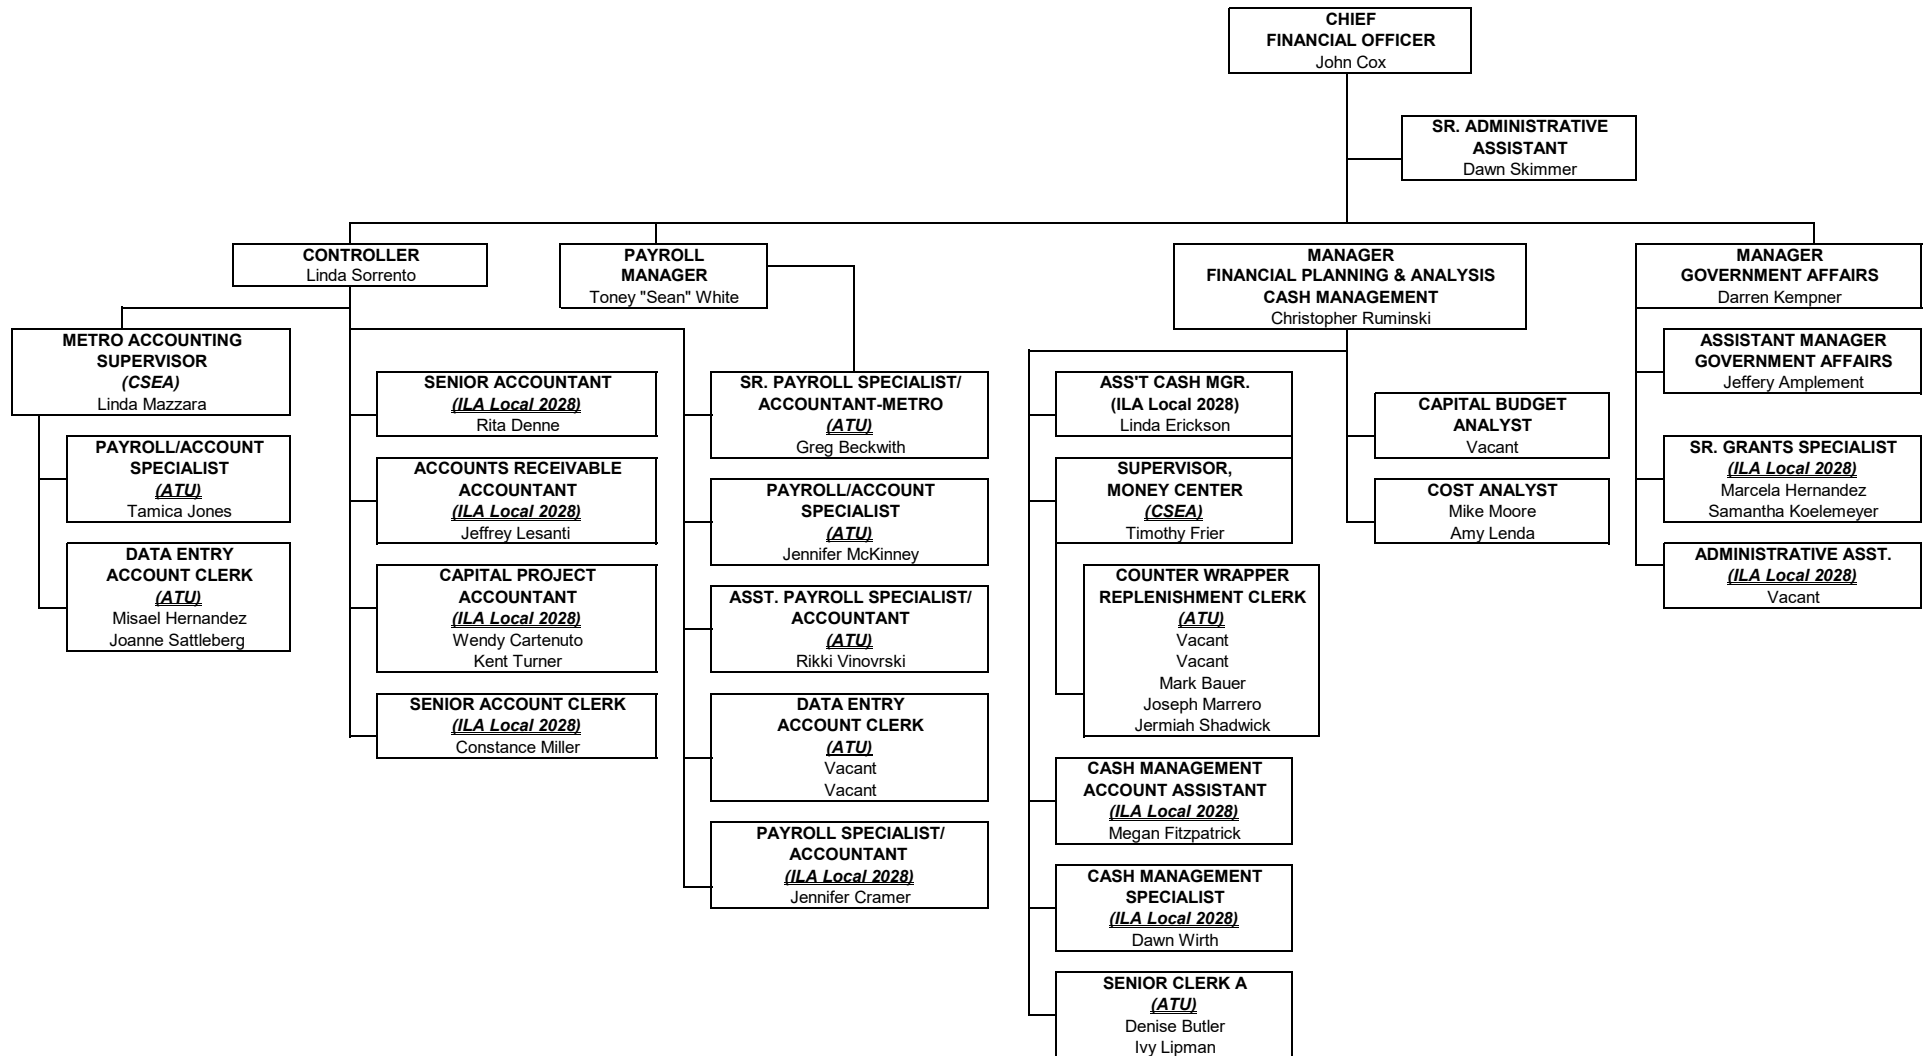 CHIEF
FINANCIAL OFFICER
John Cox
SR. ADMINISTRATIVE
ASSISTANT
Dawn Skimmer
CONTROLLER
Linda Sorrento
PAYROLL
MANAGER
Toney "Sean" White
MANAGER
FINANCIAL PLANNING & ANALYSIS
CASH MANAGEMENT
Christopher Ruminski
MANAGER
GOVERNMENT AFFAIRS
Darren Kempner
METRO ACCOUNTING
SUPERVISOR
(CSEA)
Linda Mazzara
PAYROLL/ACCOUNT
SPECIALIST
(ATU)
Tamica Jones
DATA ENTRY
ACCOUNT CLERK
(ATU)
Misael Hernandez
Joanne Sattleberg
SENIOR ACCOUNTANT
(ILA Local 2028)
Rita Denne
ACCOUNTS RECEIVABLE
ACCOUNTANT
(ILA Local 2028)
Jeffrey Lesanti
CAPITAL PROJECT
ACCOUNTANT
(ILA Local 2028)
Wendy Cartenuto
Kent Turner
SENIOR ACCOUNT CLERK
(ILA Local 2028)
Constance Miller
SR. PAYROLL SPECIALIST/
ACCOUNTANT-METRO
(ATU)
Greg Beckwith
PAYROLL/ACCOUNT
SPECIALIST
(ATU)
Jennifer McKinney
ASST. PAYROLL SPECIALIST/
ACCOUNTANT
(ATU)
Rikki Vinovrski
DATA ENTRY
ACCOUNT CLERK
(ATU)
Vacant
Vacant
PAYROLL SPECIALIST/
ACCOUNTANT
(ILA Local 2028)
Jennifer Cramer
ASS'T CASH MGR.
(ILA Local 2028)
Linda Erickson
SUPERVISOR,
MONEY CENTER
(CSEA)
Timothy Frier
COUNTER WRAPPER
REPLENISHMENT CLERK
(ATU)
Vacant
Vacant
Mark Bauer
Joseph Marrero
Jermiah Shadwick
CASH MANAGEMENT
ACCOUNT ASSISTANT
(ILA Local 2028)
Megan Fitzpatrick
CASH MANAGEMENT
SPECIALIST
(ILA Local 2028)
Dawn Wirth
SENIOR CLERK A
(ATU)
Denise Butler
Ivy Lipman
CAPITAL BUDGET
ANALYST
Vacant
COST ANALYST
Mike Moore
Amy Lenda
ASSISTANT MANAGER
GOVERNMENT AFFAIRS
Jeffery Amplement
SR. GRANTS SPECIALIST
(ILA Local 2028)
Marcela Hernandez
Samantha Koelemeyer
ADMINISTRATIVE ASST.
(ILA Local 2028)
Vacant